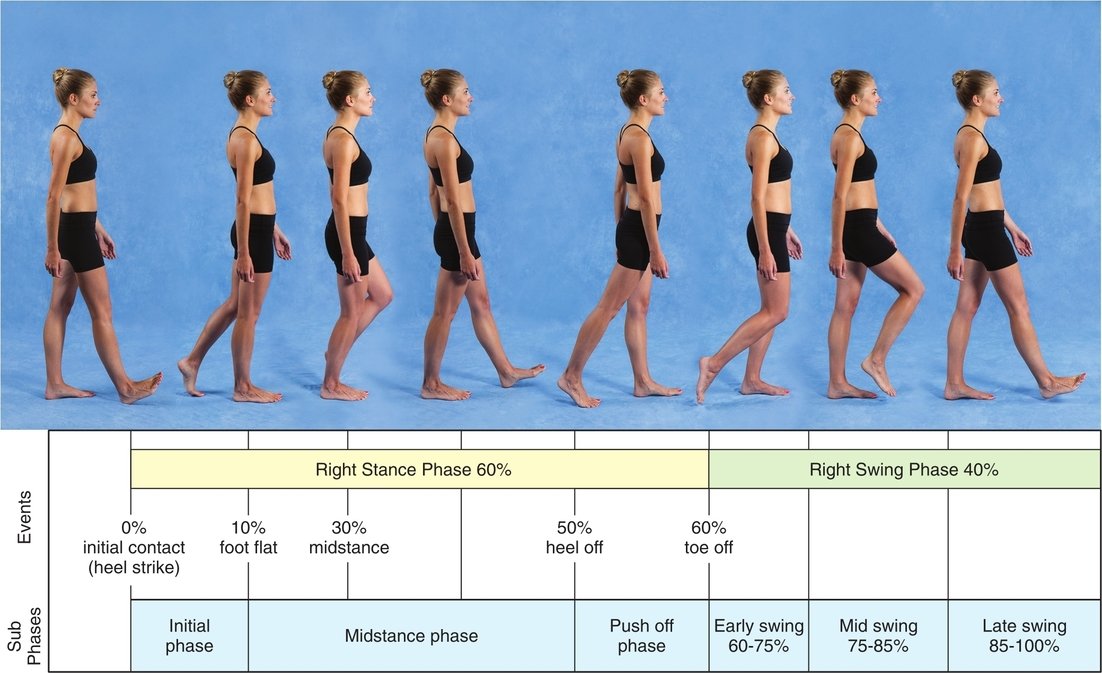 Right Stance Phase 60%
Right Swing Phase 40%
Events
0%
initial contact
(heel strike)
10%
foot flat
30%
midstance
50%
heel off
60%
toe off
Sub
Phases
Initial
phase
Midstance phase
Push off
phase
Early swing
60-75%
Mid swing
75-85%
Late swing
85-100%